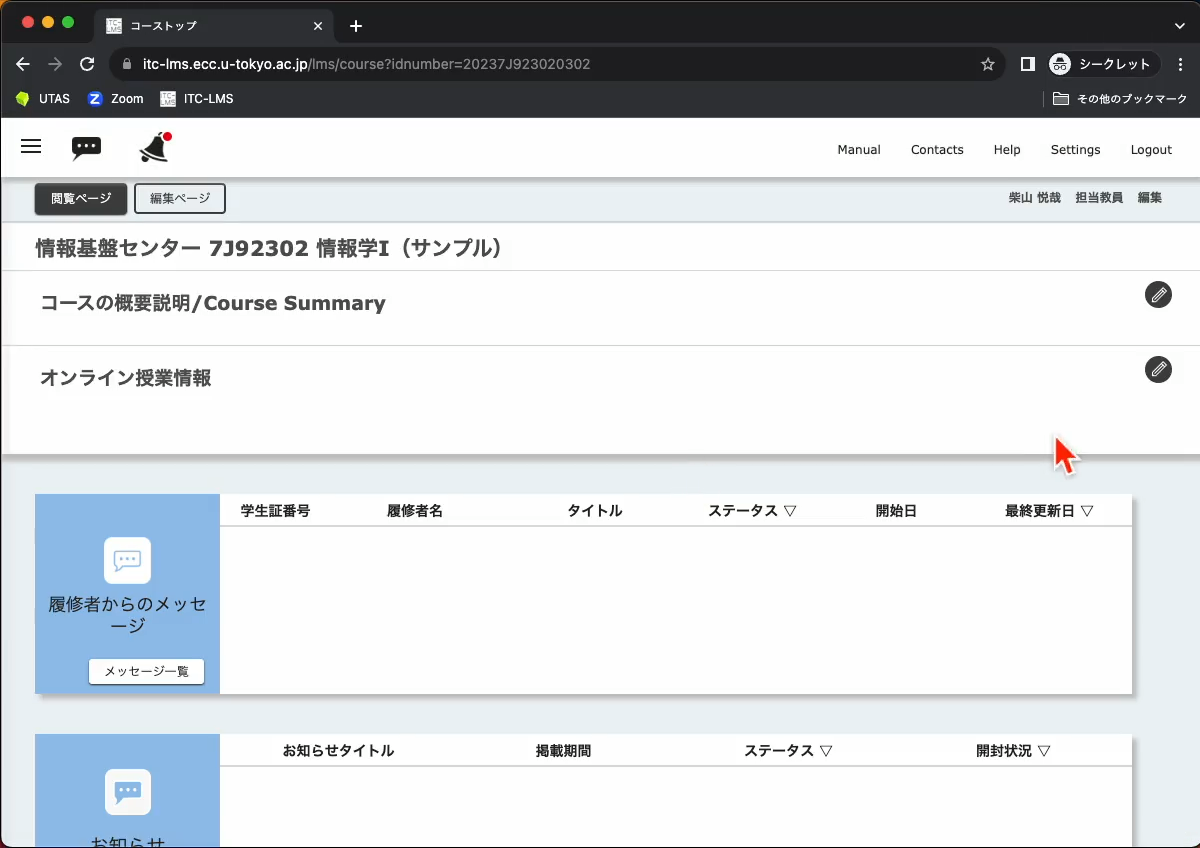 コーストップ
itc-lms.ecc.u-tokyo.ac.jp/lms/course?idnumber=20237J923020302
シークレット
UTAS
Zoom
ITC-LMS
その他のブックマーク
Manual
Contacts
Help
Settings
Logout
閲覧ページ
編集ページ
柴山 悦哉
担当教員
編集
情報基盤センター 7J92302 情報学I（サンプル）
コースの概要説明/Course Summary
オンライン授業情報
学生証番号
履修者名
タイトル
ステータス ▽
開始日
最終更新日 ▽
履修者からのメッセ
ージ
メッセージ一覧
お知らせタイトル
掲載期間
ステータス ▽
開封状況 ▽
お知らせ